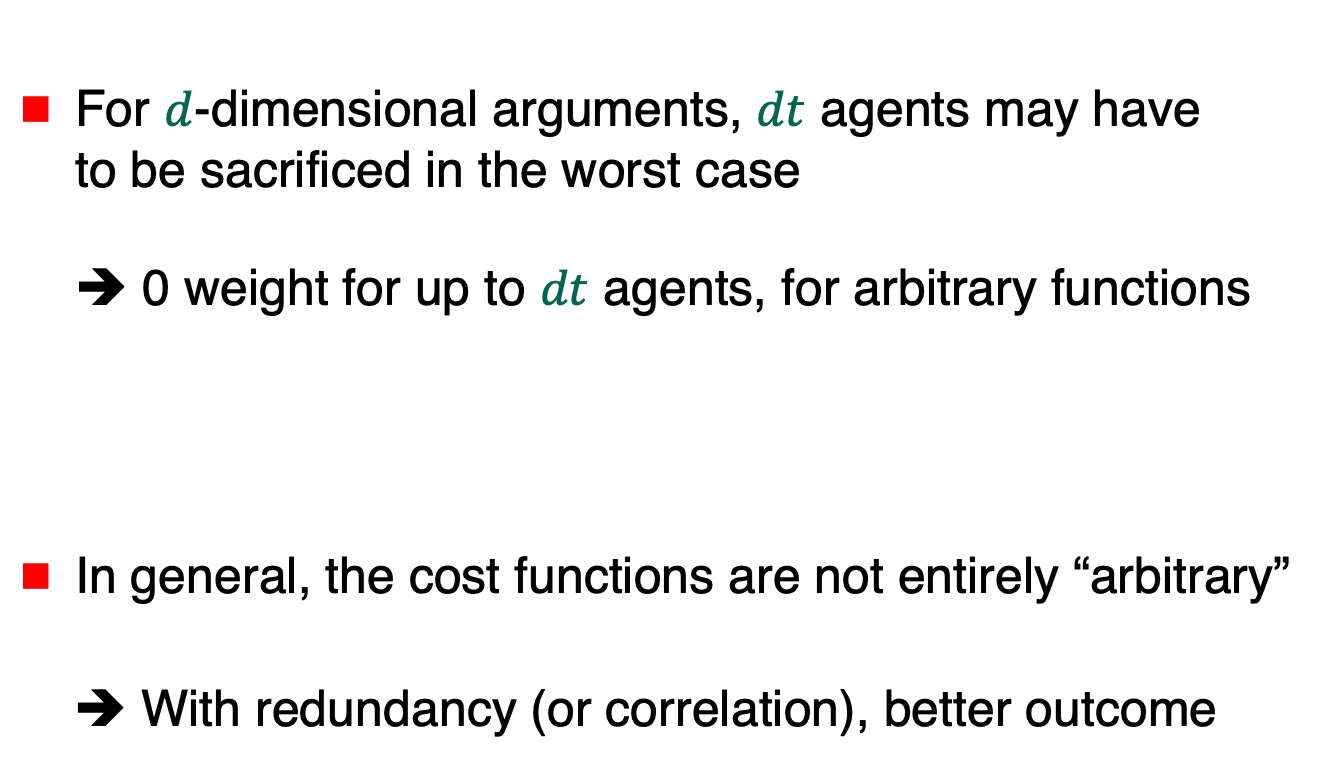 ■ For d-dimensional arguments, dt agents may have
to be sacrificed in the worst case
➔ 0 weight for up to dt agents, for arbitrary functions
■ In general, the cost functions are not entirely “arbitrary”
➔ With redundancy (or correlation), better outcome